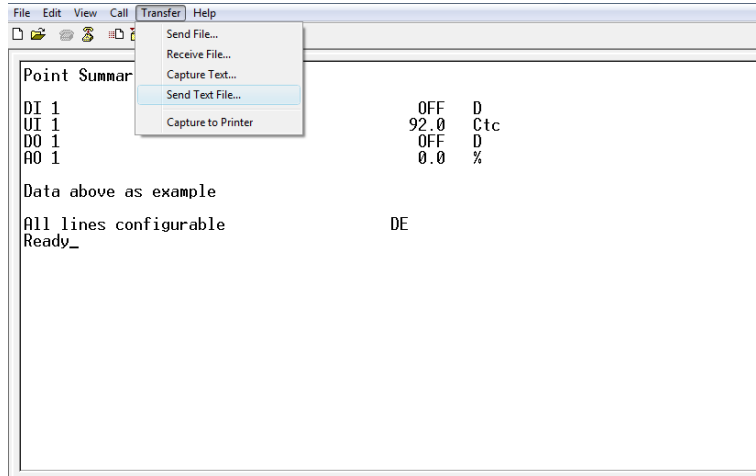 File Edit View Call Transfer Help
Send File...
Receive File...
Capture Text...
Send Text File...
Capture to Printer
Point Summar
DI 1 OFF D
UI 1 92.0 Ctc
DO 1 OFF D
AO 1 0.0 %
Data above as example
All lines configurable DE
Ready_